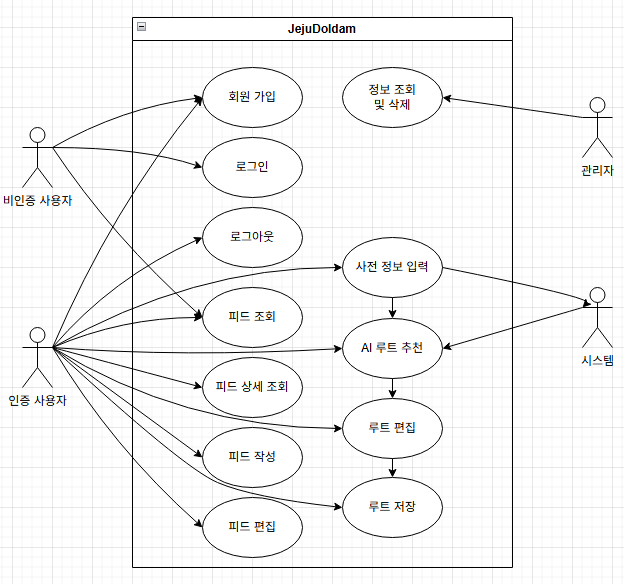 JejuDoldam
회원 가입
정보 조회
및 삭제
비인증 사용자
로그인
관리자
로그아웃
사전 정보 입력
피드 조회
AI 루트 추천
시스템
인증 사용자
피드 상세 조회
루트 편집
피드 작성
루트 저장
피드 편집